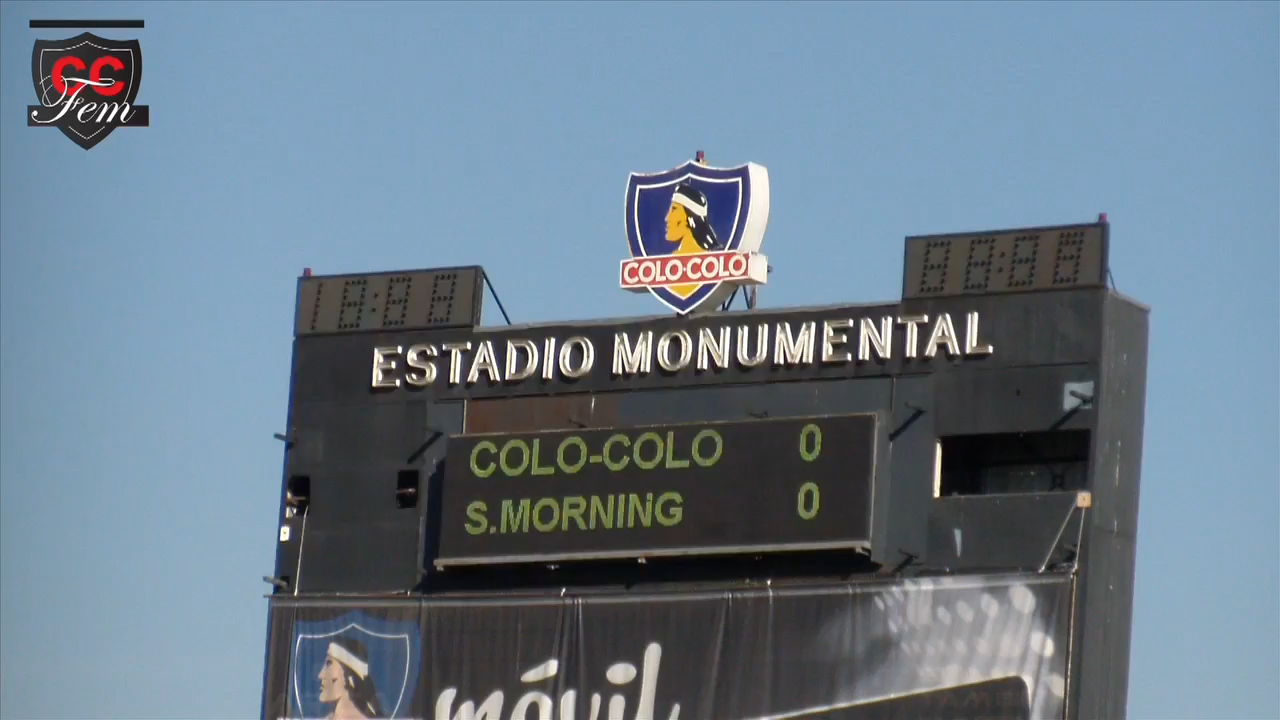 CC
Fem
COLO-COLO
ESTADIO MONUMENTAL
COLO-COLO 0
S.MORNING 0
móvil